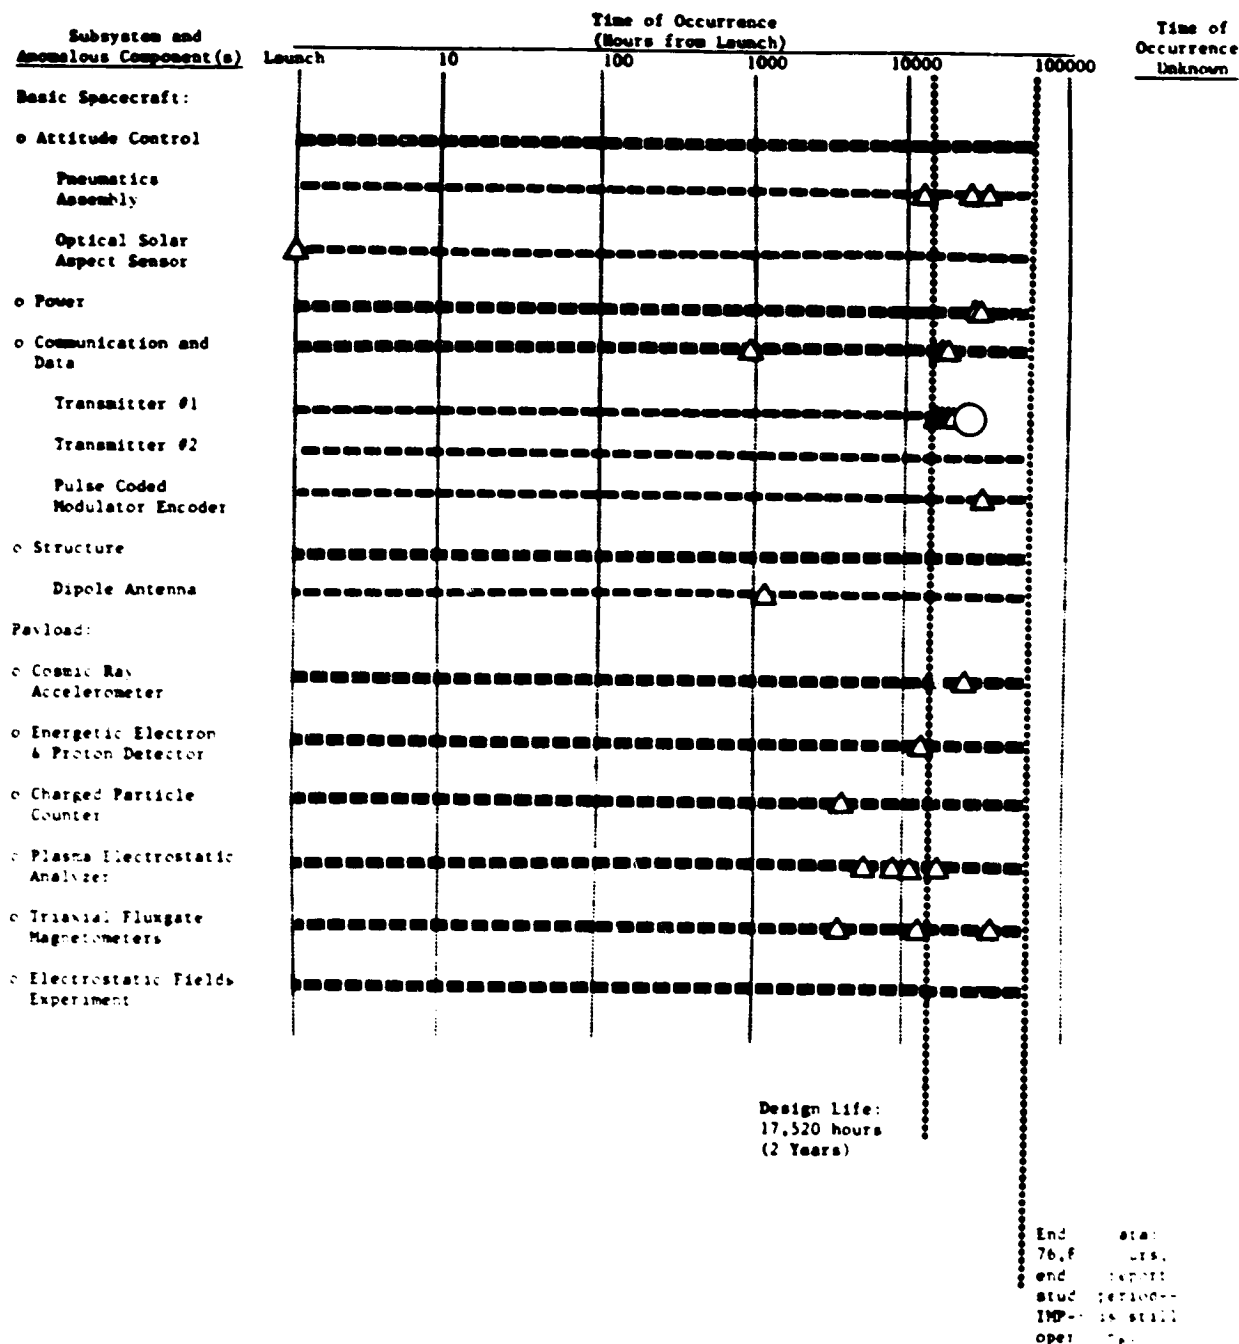 Time of Occurrence
(Hours from Launch)
Subsystem and
Anomalous Component(s)
Time of
Occurrence
Unknown
Launch 10 100 1000 10000 100000
Basic Spacecraft:
o Attitude Control
Pneumatics
Assembly
Optical Solar
Aspect Sensor
o Power
o Communication and
Data
Transmitter #1
Transmitter #2
Pulse Coded
Modulator Encoder
o Structure
Dipole Antenna
Payload:
o Cosmic Ray
Accelerometer
o Energetic Electron
& Proton Detector
o Charged Particle
Counter
o Plasma Electrostatic
Analyzer
o Triaxial Fluxgate
Magnetometers
o Electrostatic Fields
Experiment
Design Life:
17,520 hours
(2 Years)
End
end
still